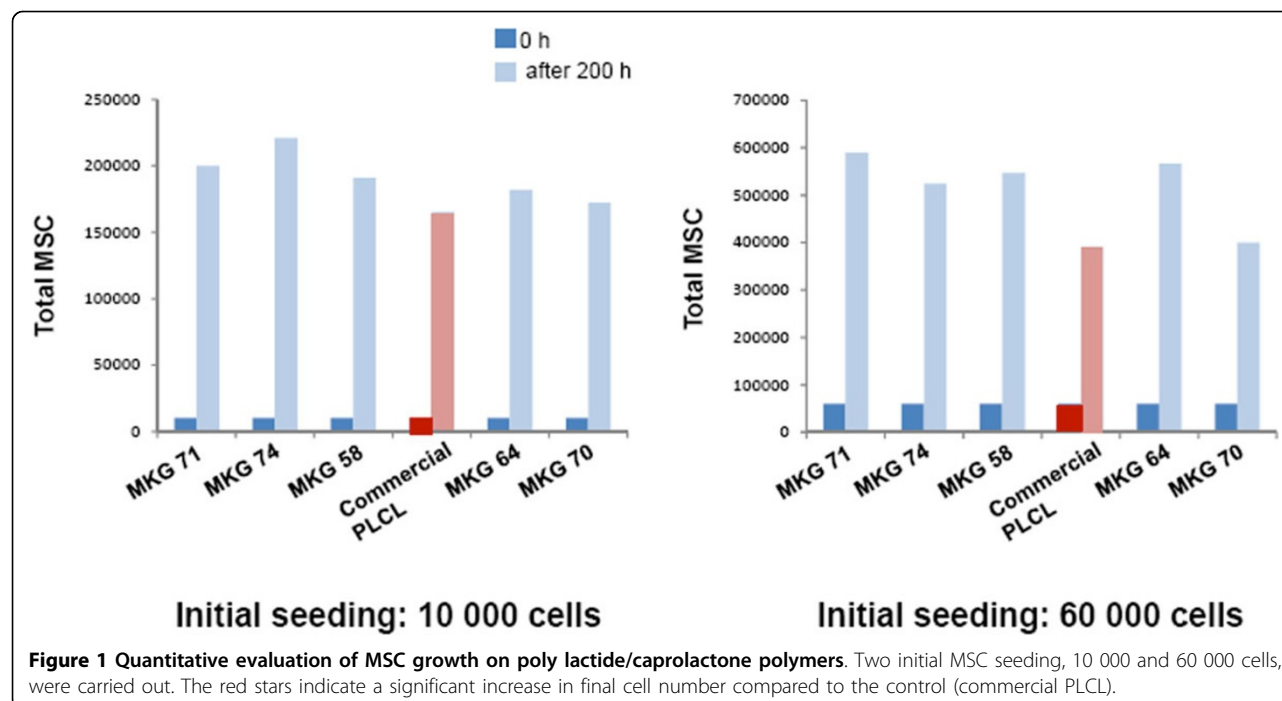 0 h
after 200 h
250000
200000
150000
100000
50000
0
Total MSC
MKG 71
MKG 74
MKG 58
Commercial
PLCL
MKG 64
MKG 70
Initial seeding: 10 000 cells
700000
600000
500000
400000
300000
200000
100000
0
Total MSC
MKG 71
MKG 74
MKG 58
Commercial
PLCL
MKG 64
MKG 70
Initial seeding: 60 000 cells
Figure 1 Quantitative evaluation of MSC growth on poly lactide/caprolactone polymers. Two initial MSC seeding, 10 000 and 60 000 cells,
were carried out. The red stars indicate a significant increase in final cell number compared to the control (commercial PLCL).